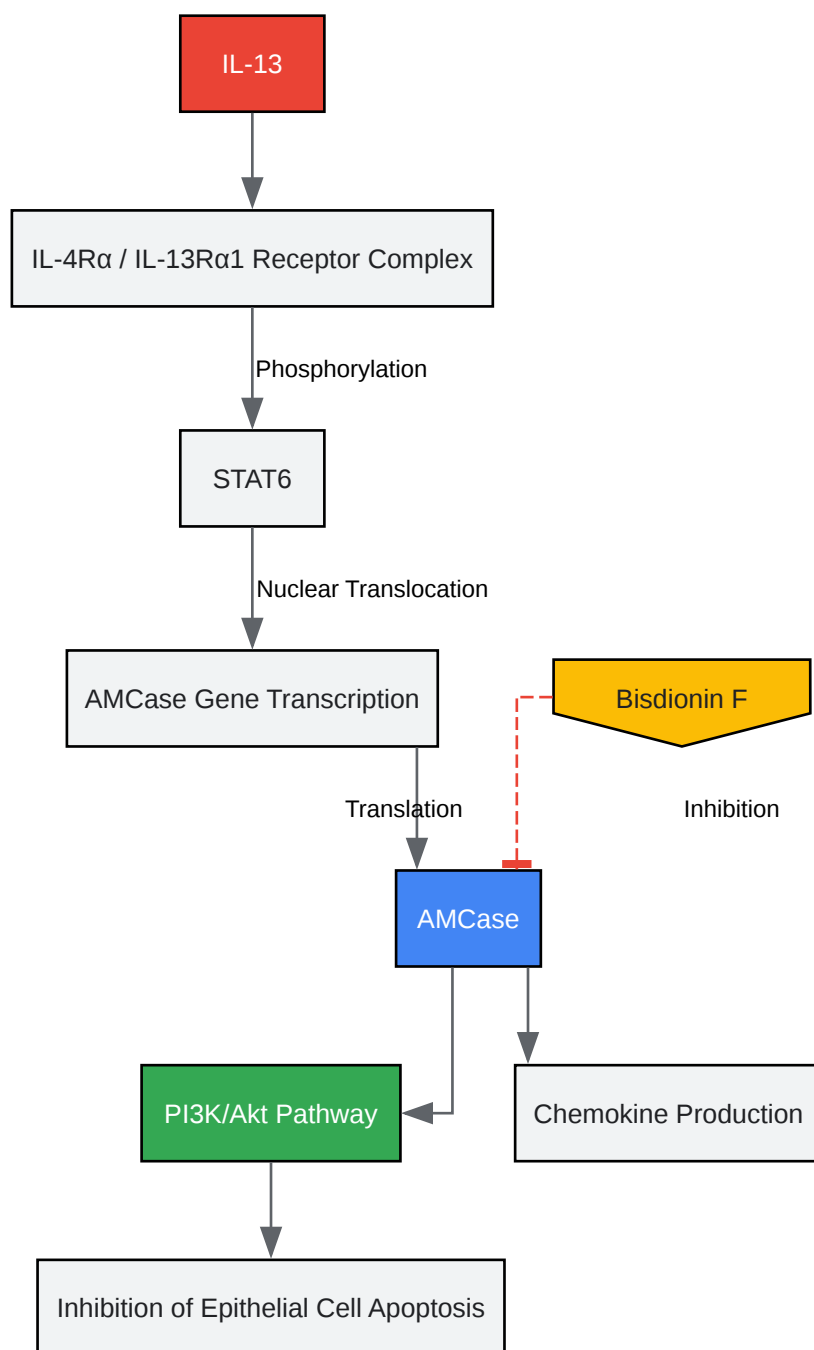 IL-13
IL-4Rα / IL-13Rα1 Receptor Complex
Phosphorylation
STAT6
Nuclear Translocation
AMCase Gene Transcription
Bisdionin F
Translation
Inhibition
AMCase
PI3K/Akt Pathway
Chemokine Production
Inhibition of Epithelial Cell Apoptosis